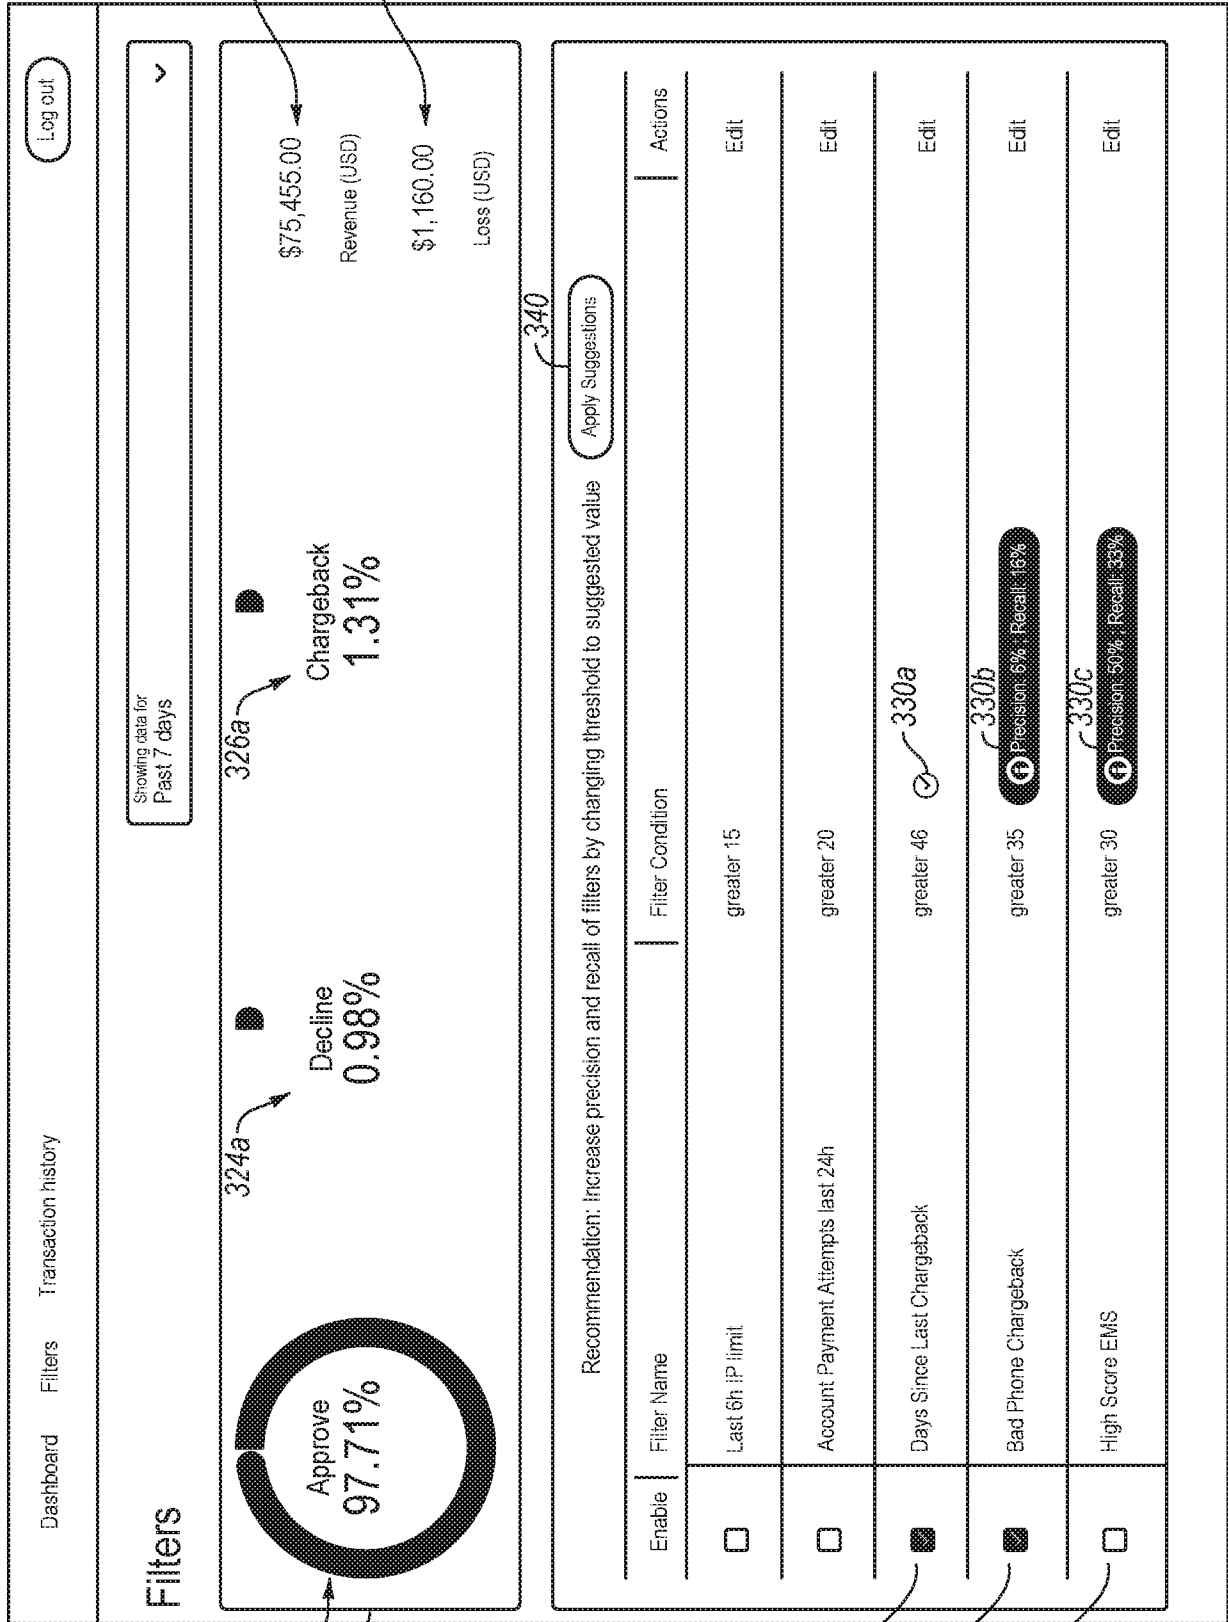 Dashboard
Filters
Transaction history
Log out
Filters
Showing data for
Past 7 days
Approve
97.71%
324a
Decline
0.98%
326a
Chargeback
1.31%
$75,455.00
Revenue (USD)
$1,160.00
Loss (USD)
340
Recommendation: Increase precision and recall of filters by changing threshold to suggested value
Apply Suggestions
Enable
Filter Name
Filter Condition
Actions
Last 6h IP limit
greater 15
Edit
Account Payment Attempts last 24h
greater 20
Edit
Days Since Last Chargeback
greater 46
330a
Edit
Bad Phone Chargeback
greater 35
330b
Precision: 6% , Recall: 16%
Edit
High Score EMS
greater 30
330c
Precision: 50% , Recall: 33%
Edit